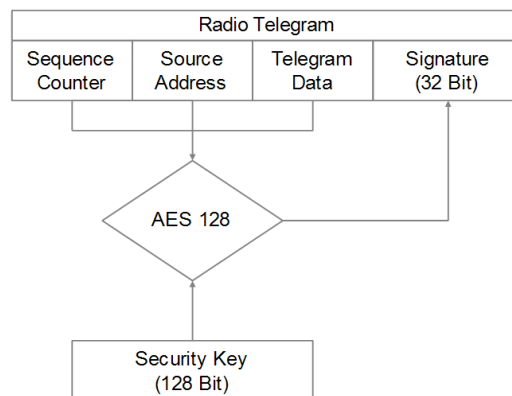 Radio Telegram
Sequence
Counter
Source
Address
Telegram
Data
Signature
(32 Bit)
AES 128
Security Key
(128 Bit)